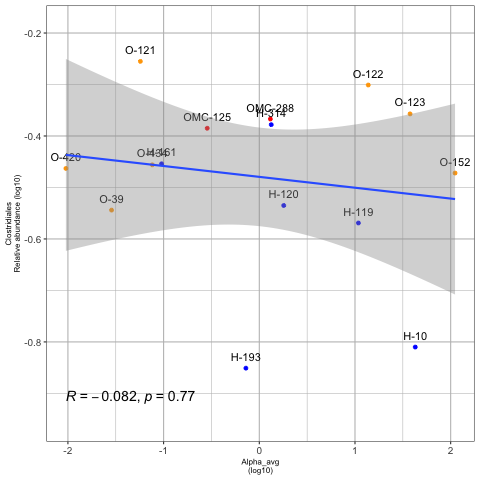 -0.2
O-121
O-122
O-123
OMC-288
H-314
OMC-125
-0.4
O-420
H-161
O-152
O-39
H-120
H-119
-0.6
-0.8
H-10
H-193
R = −0.082, p = 0.77
-2
-1
0
1
2
Alpha_avg
(log10)
Clostridiales
Relative abundance (log10)